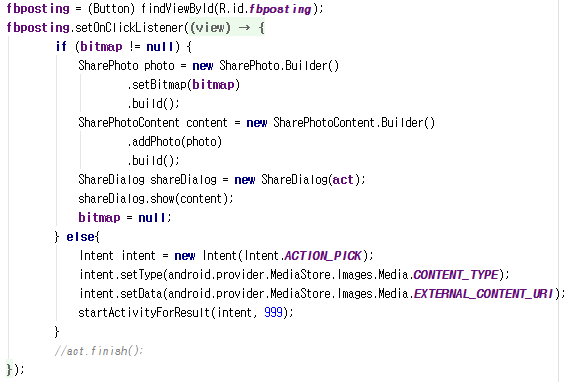 fbposting = (Button) findViewById(R.id.fbposting);
fbposting.setOnClickListener((view) → {
if (bitmap != null) {
SharePhoto photo = new SharePhoto.Builder()
.setBitmap(bitmap)
.build();
SharePhotoContent content = new SharePhotoContent.Builder()
.addPhoto(photo)
.build();
ShareDialog shareDialog = new ShareDialog(act);
shareDialog.show(content);
bitmap = null;
} else{
Intent intent = new Intent(Intent.ACTION_PICK);
intent.setType(android.provider.MediaStore.Images.Media.CONTENT_TYPE);
intent.setData(android.provider.MediaStore.Images.Media.EXTERNAL_CONTENT_URI);
startActivityForResult(intent, 999);
}
//act.finish();
});